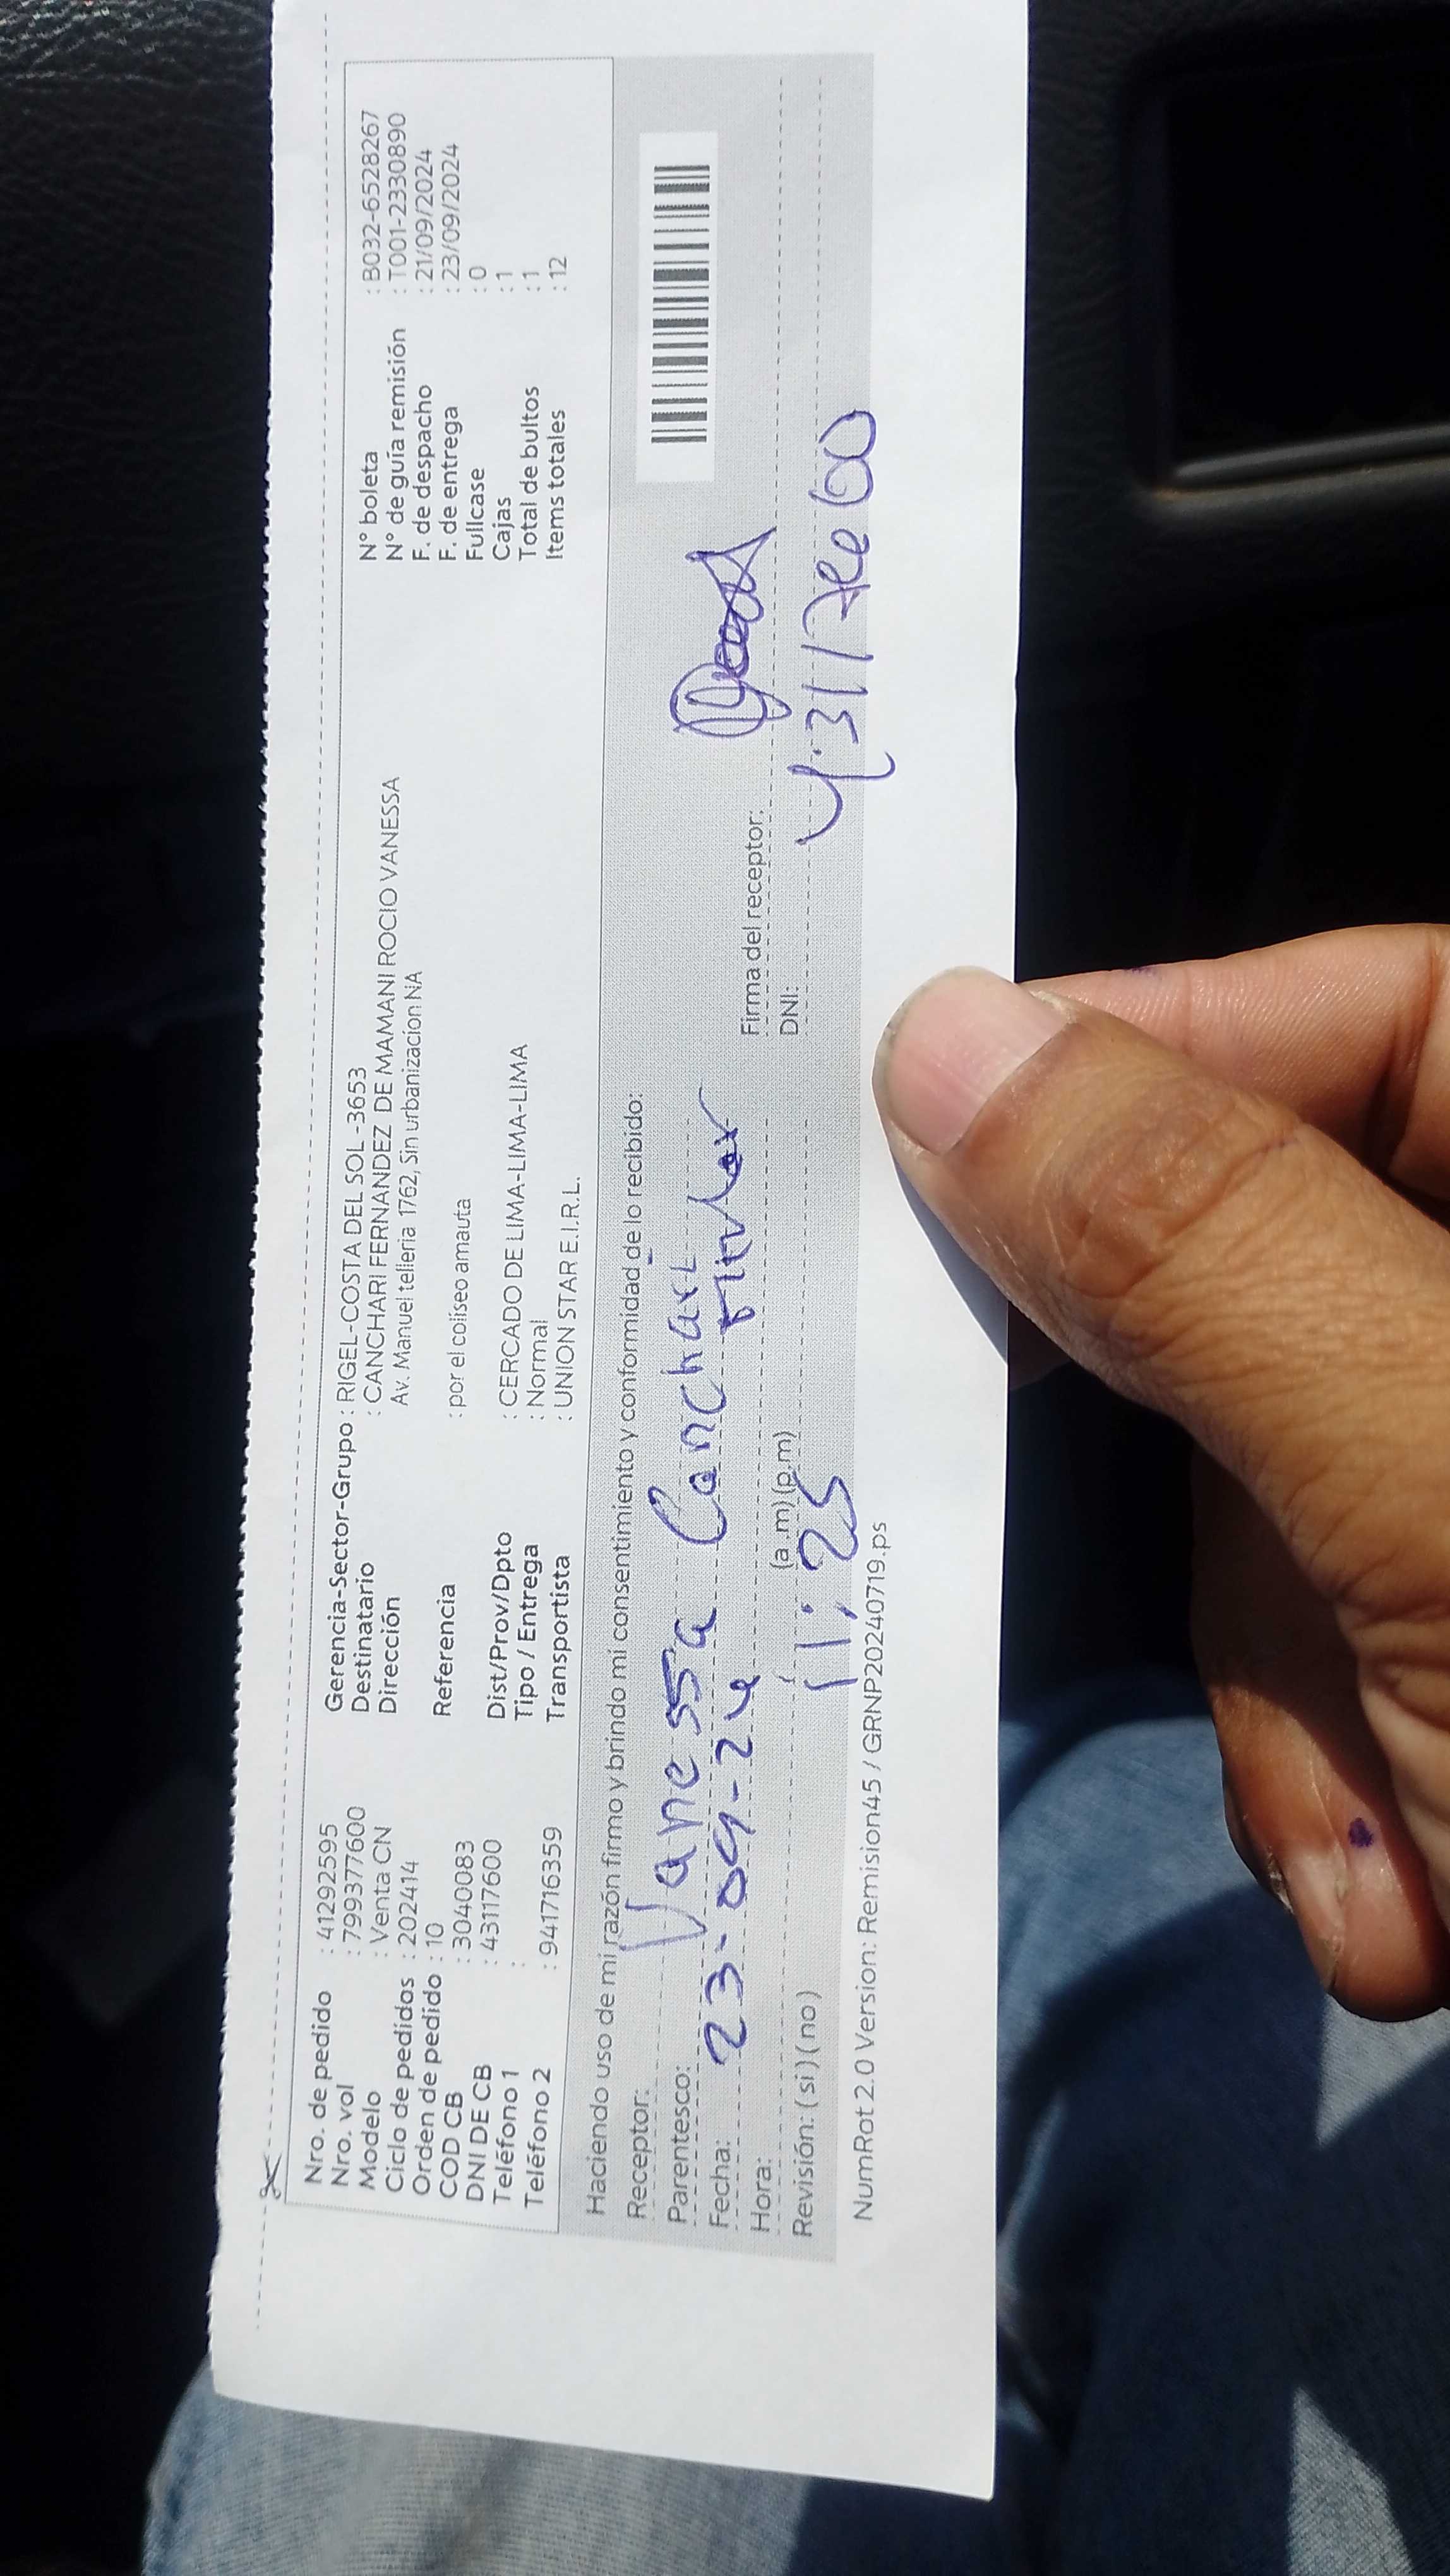 Nro. de pedido : 41292595
Nro. vol : 799377600
Modelo : Venta CN
Ciclo de pedidos : 202414
Orden de pedido : 10
COD CB : 3040083
DNI DE CB : 43117600
Teléfono 1 :
Teléfono 2 : 941716359
Gerencia-Sector-Grupo : RIGEL-COSTA DEL SOL -3653
Destinatario : CANCHARI FERNANDEZ DE MAMANI ROCIO VANESSA
Dirección Av. Manuel telleria 1762, Sin urbanizacion NA
Referencia : por el coliseo amauta
Dist/Prov/Dpto : CERCADO DE LIMA-LIMA-LIMA
Tipo / Entrega : Normal
Transportista : UNION STAR E.I.R.L.
N° boleta : B032-6528267
N° de guía remisión : T001-2330890
F. de despacho : 21/09/2024
F. de entrega : 23/09/2024
Fullcase : 0
Cajas : 1
Total de bultos : 1
Items totales : 12
Haciendo uso de mi razón firmo y brindo mi consentimiento y conformidad de lo recibido:
Receptor: Vanessa Canchari
Parentesco:
Fecha: 23-09-24
Hora: (a.m) (p.m) 11:25
Revisión: ( si ) ( no )
Firma del receptor:
DNI: 43117600
NumRot 2.0 Version: Remision45 / GRNP20240719.ps